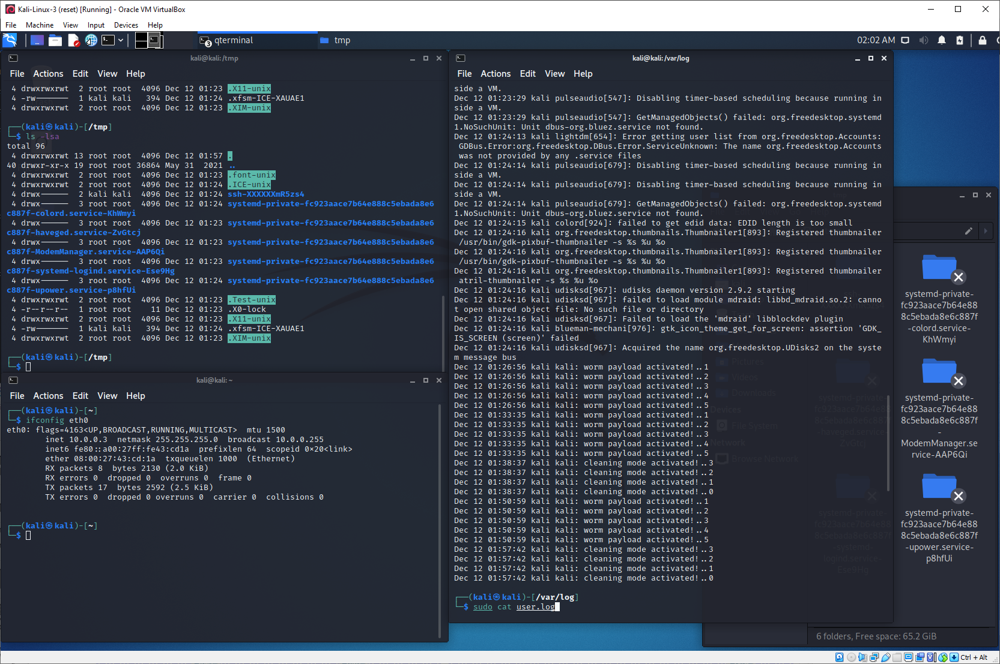 Kali-Linux-3 (reset) [Running] - Oracle VM VirtualBox
File Machine View Input Devices Help
qterminal
3
tmp
02:02 AM
kali@kali: /tmp
File Actions Edit View Help
4 drwxrwxrwt 2 root root 4096 Dec 12 01:23 .X11-unix
4 -rw------- 1 kali kali 394 Dec 12 01:23 .xfsm-ICE-XAUAE1
4 drwxrwxrwt 2 root root 4096 Dec 12 01:23 .XIM-unix
┌──(kali㉿kali)-[/tmp]
└─$ ls -lsa
total 96
4 drwxrwxrwt 13 root root 4096 Dec 12 01:57 .
40 drwxr-xr-x 19 root root 36864 May 31 2021 ..
4 drwxrwxrwt 2 root root 4096 Dec 12 01:23 .font-unix
4 drwxrwxrwt 2 root root 4096 Dec 12 01:23 .ICE-unix
4 drwx------ 2 kali kali 4096 Dec 12 01:24 ssh-XXXXXXmR5zs4
4 drwx------ 3 root root 4096 Dec 12 01:24 systemd-private-fc923aace7b64e888c5ebada8e6
c887f-colord.service-KhWmyi
4 drwx------ 3 root root 4096 Dec 12 01:23 systemd-private-fc923aace7b64e888c5ebada8e6
c887f-haveged.service-ZvGtcj
4 drwx------ 3 root root 4096 Dec 12 01:23 systemd-private-fc923aace7b64e888c5ebada8e6
c887f-ModemManager.service-AAP6Qi
4 drwx------ 3 root root 4096 Dec 12 01:23 systemd-private-fc923aace7b64e888c5ebada8e6
c887f-systemd-logind.service-Ese9Hg
4 drwx------ 3 root root 4096 Dec 12 01:24 systemd-private-fc923aace7b64e888c5ebada8e6
c887f-upower.service-p8hfUi
4 drwxrwxrwt 2 root root 4096 Dec 12 01:23 .Test-unix
4 -r--r--r-- 1 root root 11 Dec 12 01:23 .X0-lock
4 drwxrwxrwt 2 root root 4096 Dec 12 01:23 .X11-unix
4 -rw------- 1 kali kali 394 Dec 12 01:23 .xfsm-ICE-XAUAE1
4 drwxrwxrwt 2 root root 4096 Dec 12 01:23 .XIM-unix
┌──(kali㉿kali)-[/tmp]
└─$
kali@kali: ~
File Actions Edit View Help
┌──(kali㉿kali)-[~]
└─$ ifconfig eth0
eth0: flags=4163<UP,BROADCAST,RUNNING,MULTICAST> mtu 1500
inet 10.0.0.3 netmask 255.255.255.0 broadcast 10.0.0.255
inet6 fe80::a00:27ff:fe43:cd1a prefixlen 64 scopeid 0×20<link>
ether 08:00:27:43:cd:1a txqueuelen 1000 (Ethernet)
RX packets 8 bytes 2130 (2.0 KiB)
RX errors 0 dropped 0 overruns 0 frame 0
TX packets 17 bytes 2592 (2.5 KiB)
TX errors 0 dropped 0 overruns 0 carrier 0 collisions 0
┌──(kali㉿kali)-[~]
└─$
kali@kali: /var/log
File Actions Edit View Help
side a VM.
Dec 12 01:23:29 kali pulseaudio[547]: Disabling timer-based scheduling because running in
side a VM.
Dec 12 01:23:29 kali pulseaudio[547]: GetManagedObjects() failed: org.freedesktop.systemd
1.NoSuchUnit: Unit dbus-org.bluez.service not found.
Dec 12 01:24:13 kali lightdm[654]: Error getting user list from org.freedesktop.Accounts:
GDBus.Error:org.freedesktop.DBus.Error.ServiceUnknown: The name org.freedesktop.Accounts
was not provided by any .service files
Dec 12 01:24:14 kali pulseaudio[679]: Disabling timer-based scheduling because running in
side a VM.
Dec 12 01:24:14 kali pulseaudio[679]: Disabling timer-based scheduling because running in
side a VM.
Dec 12 01:24:14 kali pulseaudio[679]: GetManagedObjects() failed: org.freedesktop.systemd
1.NoSuchUnit: Unit dbus-org.bluez.service not found.
Dec 12 01:24:15 kali colord[924]: failed to get edid data: EDID length is too small
Dec 12 01:24:16 kali org.freedesktop.thumbnails.Thumbnailer1[893]: Registered thumbnailer
/usr/bin/gdk-pixbuf-thumbnailer -s %s %u %o
Dec 12 01:24:16 kali org.freedesktop.thumbnails.Thumbnailer1[893]: Registered thumbnailer
/usr/bin/gdk-pixbuf-thumbnailer -s %s %u %o
Dec 12 01:24:16 kali org.freedesktop.thumbnails.Thumbnailer1[893]: Registered thumbnailer
atril-thumbnailer -s %s %u %o
Dec 12 01:24:16 kali udisksd[967]: udisks daemon version 2.9.2 starting
Dec 12 01:24:16 kali udisksd[967]: failed to load module mdraid: libbd_mdraid.so.2: canno
t open shared object file: No such file or directory
Dec 12 01:24:16 kali udisksd[967]: Failed to load the 'mdraid' libblockdev plugin
Dec 12 01:24:16 kali blueman-mechani[976]: gtk_icon_theme_get_for_screen: assertion 'GDK_
IS_SCREEN (screen)' failed
Dec 12 01:24:16 kali udisksd[967]: Acquired the name org.freedesktop.UDisks2 on the syste
m message bus
Dec 12 01:26:56 kali kali: worm payload activated!..1
Dec 12 01:26:56 kali kali: worm payload activated!..2
Dec 12 01:26:56 kali kali: worm payload activated!..3
Dec 12 01:26:56 kali kali: worm payload activated!..4
Dec 12 01:26:56 kali kali: worm payload activated!..5
Dec 12 01:33:35 kali kali: worm payload activated!..1
Dec 12 01:33:35 kali kali: worm payload activated!..2
Dec 12 01:33:35 kali kali: worm payload activated!..3
Dec 12 01:33:35 kali kali: worm payload activated!..4
Dec 12 01:33:35 kali kali: worm payload activated!..5
Dec 12 01:38:37 kali kali: cleaning mode activated!..3
Dec 12 01:38:37 kali kali: cleaning mode activated!..2
Dec 12 01:38:37 kali kali: cleaning mode activated!..1
Dec 12 01:38:37 kali kali: cleaning mode activated!..0
Dec 12 01:50:59 kali kali: worm payload activated!..1
Dec 12 01:50:59 kali kali: worm payload activated!..2
Dec 12 01:50:59 kali kali: worm payload activated!..3
Dec 12 01:50:59 kali kali: worm payload activated!..4
Dec 12 01:50:59 kali kali: worm payload activated!..5
Dec 12 01:57:42 kali kali: cleaning mode activated!..3
Dec 12 01:57:42 kali kali: cleaning mode activated!..2
Dec 12 01:57:42 kali kali: cleaning mode activated!..1
Dec 12 01:57:42 kali kali: cleaning mode activated!..0
┌──(kali㉿kali)-[/var/log]
└─$ sudo cat user.log
Pictures
Videos
Downloads
Devices
File System
Network
Browse Network
systemd-private-
fc923aace7b64e88
8c5ebada8e6c887f
-haveged.service-
ZvGtcj
systemd-private-
fc923aace7b64e88
8c5ebada8e6c887f
-systemd-
logind.service-
Ese9Hg
systemd-private-
fc923aace7b64e88
8c5ebada8e6c887f
-colord.service-
KhWmyi
systemd-private-
fc923aace7b64e88
8c5ebada8e6c887f
-
ModemManager.se
rvice-AAP6Qi
systemd-private-
fc923aace7b64e88
8c5ebada8e6c887f
-upower.service-
p8hfUi
6 folders, Free space: 65.2 GiB
Ctrl + Alt